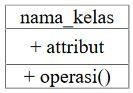 nama_kelas
+ attribut
+ operasi()